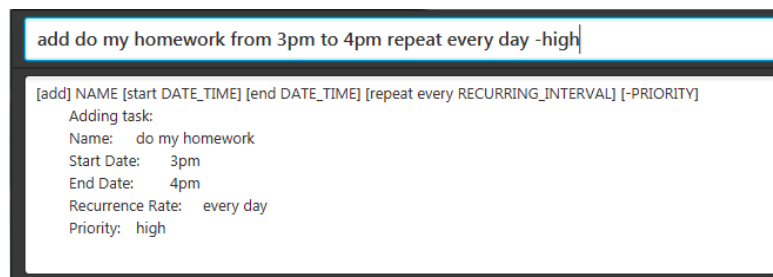 add do my homework from 3pm to 4pm repeat every day -high
[add] NAME [start DATE_TIME] [end DATE_TIME] [repeat every RECURRING_INTERVAL] [-PRIORITY]
Adding task:
Name: do my homework
Start Date: 3pm
End Date: 4pm
Recurrence Rate: every day
Priority: high